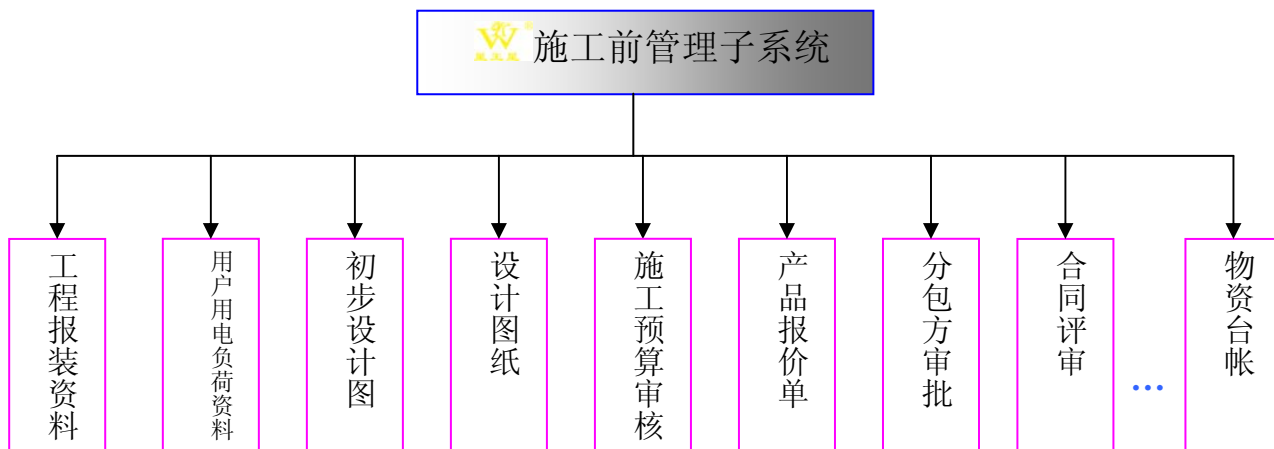 施工前管理子系统
工程报装资料
用户用电负荷资料
初步设计图
设计图纸
施工预算审核
产品报价单
分包方审批
合同评审
...
物资台帐